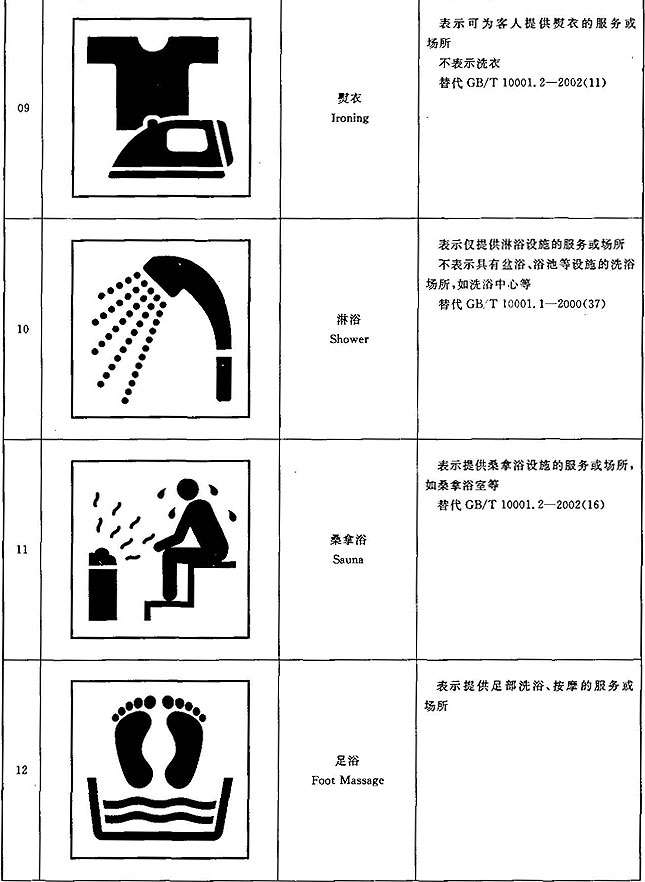 09
熨衣
Ironing
表示可为客人提供熨衣的服务或
场所
不表示洗衣
替代 GB/T 10001.2—2002(11)
10
淋浴
Shower
表示仅提供淋浴设施的服务或场所
不表示具有盆浴、浴池等设施的洗浴
场所,如洗浴中心等
替代 GB/T 10001.1—2000(37)
11
桑拿浴
Sauna
表示提供桑拿浴设施的服务或场所,
如桑拿浴室等
替代 GB/T 10001.2—2002(16)
12
足浴
Foot Massage
表示提供足部洗浴、按摩的服务或
场所